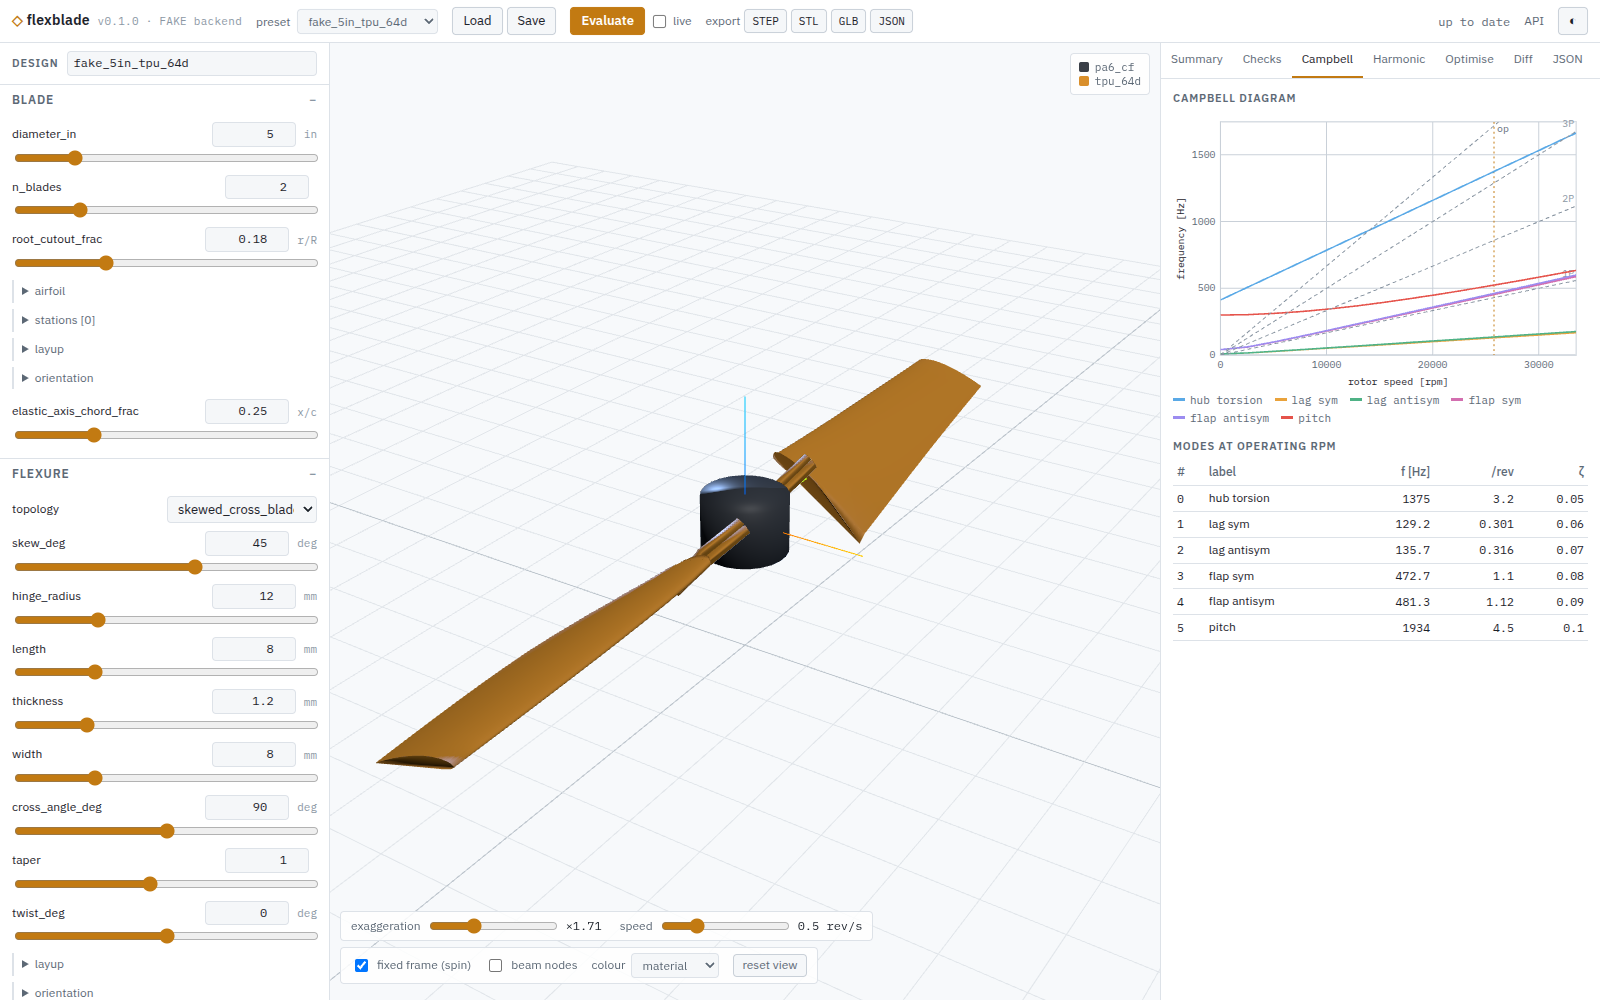 ◇ flexblade v0.1.0 · FAKE backend preset fake_5in_tpu_64d Load Save Evaluate live export STEP STL GLB JSON up to date API
DESIGN fake_5in_tpu_64d
BLADE −
diameter_in 5 in
n_blades 2
root_cutout_frac 0.18 r/R
▶ airfoil
▶ stations [0]
▶ layup
▶ orientation
elastic_axis_chord_frac 0.25 x/c
FLEXURE −
topology skewed_cross_blad
skew_deg 45 deg
hinge_radius 12 mm
length 8 mm
thickness 1.2 mm
width 8 mm
cross_angle_deg 90 deg
taper 1
twist_deg 0 deg
▶ layup
▶ orientation
pa6_cf
tpu_64d
exaggeration ×1.71 speed 0.5 rev/s
fixed frame (spin) beam nodes colour material reset view
Summary Checks Campbell Harmonic Optimise Diff JSON
CAMPBELL DIAGRAM
op 3P
1500
2P
1000
frequency [Hz]
500
0
0 10000 20000 30000
rotor speed [rpm]
hub torsion lag sym lag antisym flap sym
flap antisym pitch
MODES AT OPERATING RPM
# label f [Hz] /rev ζ
0 hub torsion 1375 3.2 0.05
1 lag sym 129.2 0.301 0.06
2 lag antisym 135.7 0.316 0.07
3 flap sym 472.7 1.1 0.08
4 flap antisym 481.3 1.12 0.09
5 pitch 1934 4.5 0.1